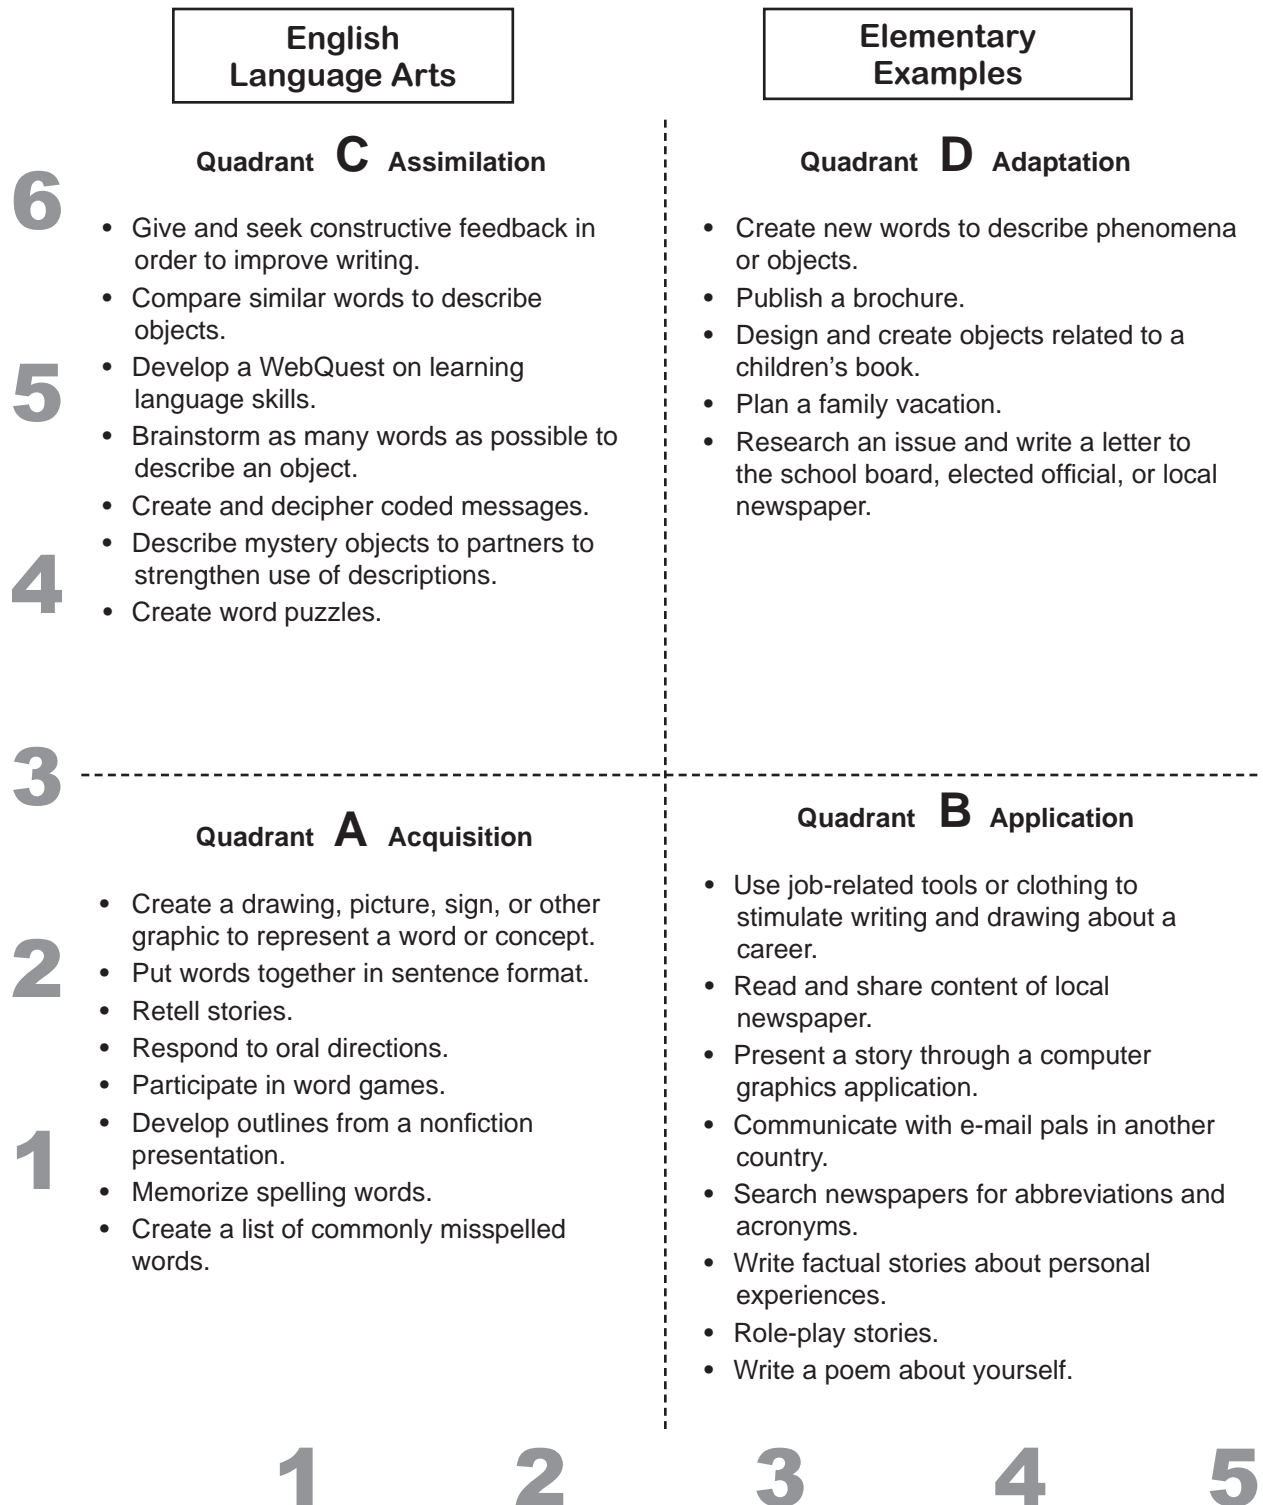 English
Language Arts
Elementary
Examples
Quadrant C Assimilation
• Give and seek constructive feedback in
order to improve writing.
• Compare similar words to describe
objects.
• Develop a WebQuest on learning
language skills.
• Brainstorm as many words as possible to
describe an object.
• Create and decipher coded messages.
• Describe mystery objects to partners to
strengthen use of descriptions.
• Create word puzzles.
Quadrant D Adaptation
• Create new words to describe phenomena
or objects.
• Publish a brochure.
• Design and create objects related to a
children’s book.
• Plan a family vacation.
• Research an issue and write a letter to
the school board, elected official, or local
newspaper.
6
5
4
3
2
1
Quadrant A Acquisition
• Create a drawing, picture, sign, or other
graphic to represent a word or concept.
• Put words together in sentence format.
• Retell stories.
• Respond to oral directions.
• Participate in word games.
• Develop outlines from a nonfiction
presentation.
• Memorize spelling words.
• Create a list of commonly misspelled
words.
Quadrant B Application
• Use job-related tools or clothing to
stimulate writing and drawing about a
career.
• Read and share content of local
newspaper.
• Present a story through a computer
graphics application.
• Communicate with e-mail pals in another
country.
• Search newspapers for abbreviations and
acronyms.
• Write factual stories about personal
experiences.
• Role-play stories.
• Write a poem about yourself.
1 2 3 4 5